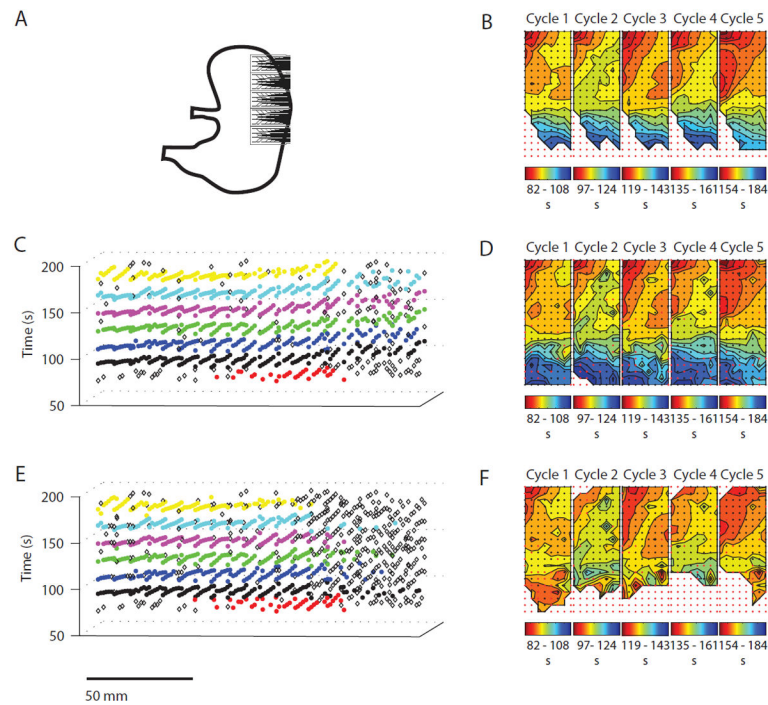 A
B
Cycle 1 Cycle 2 Cycle 3 Cycle 4 Cycle 5
82 - 108 97- 124 119 - 143 135 - 161 154 - 184
s s s s s
C
200
150
100
50
Time (s)
D
Cycle 1 Cycle 2 Cycle 3 Cycle 4 Cycle 5
82 - 108 97- 124 119 - 143 135 - 161 154 - 184
s s s s s
E
200
150
100
50
Time (s)
F
Cycle 1 Cycle 2 Cycle 3 Cycle 4 Cycle 5
82 - 108 97- 124 119 - 143 135 - 161 154 - 184
s s s s s
50 mm